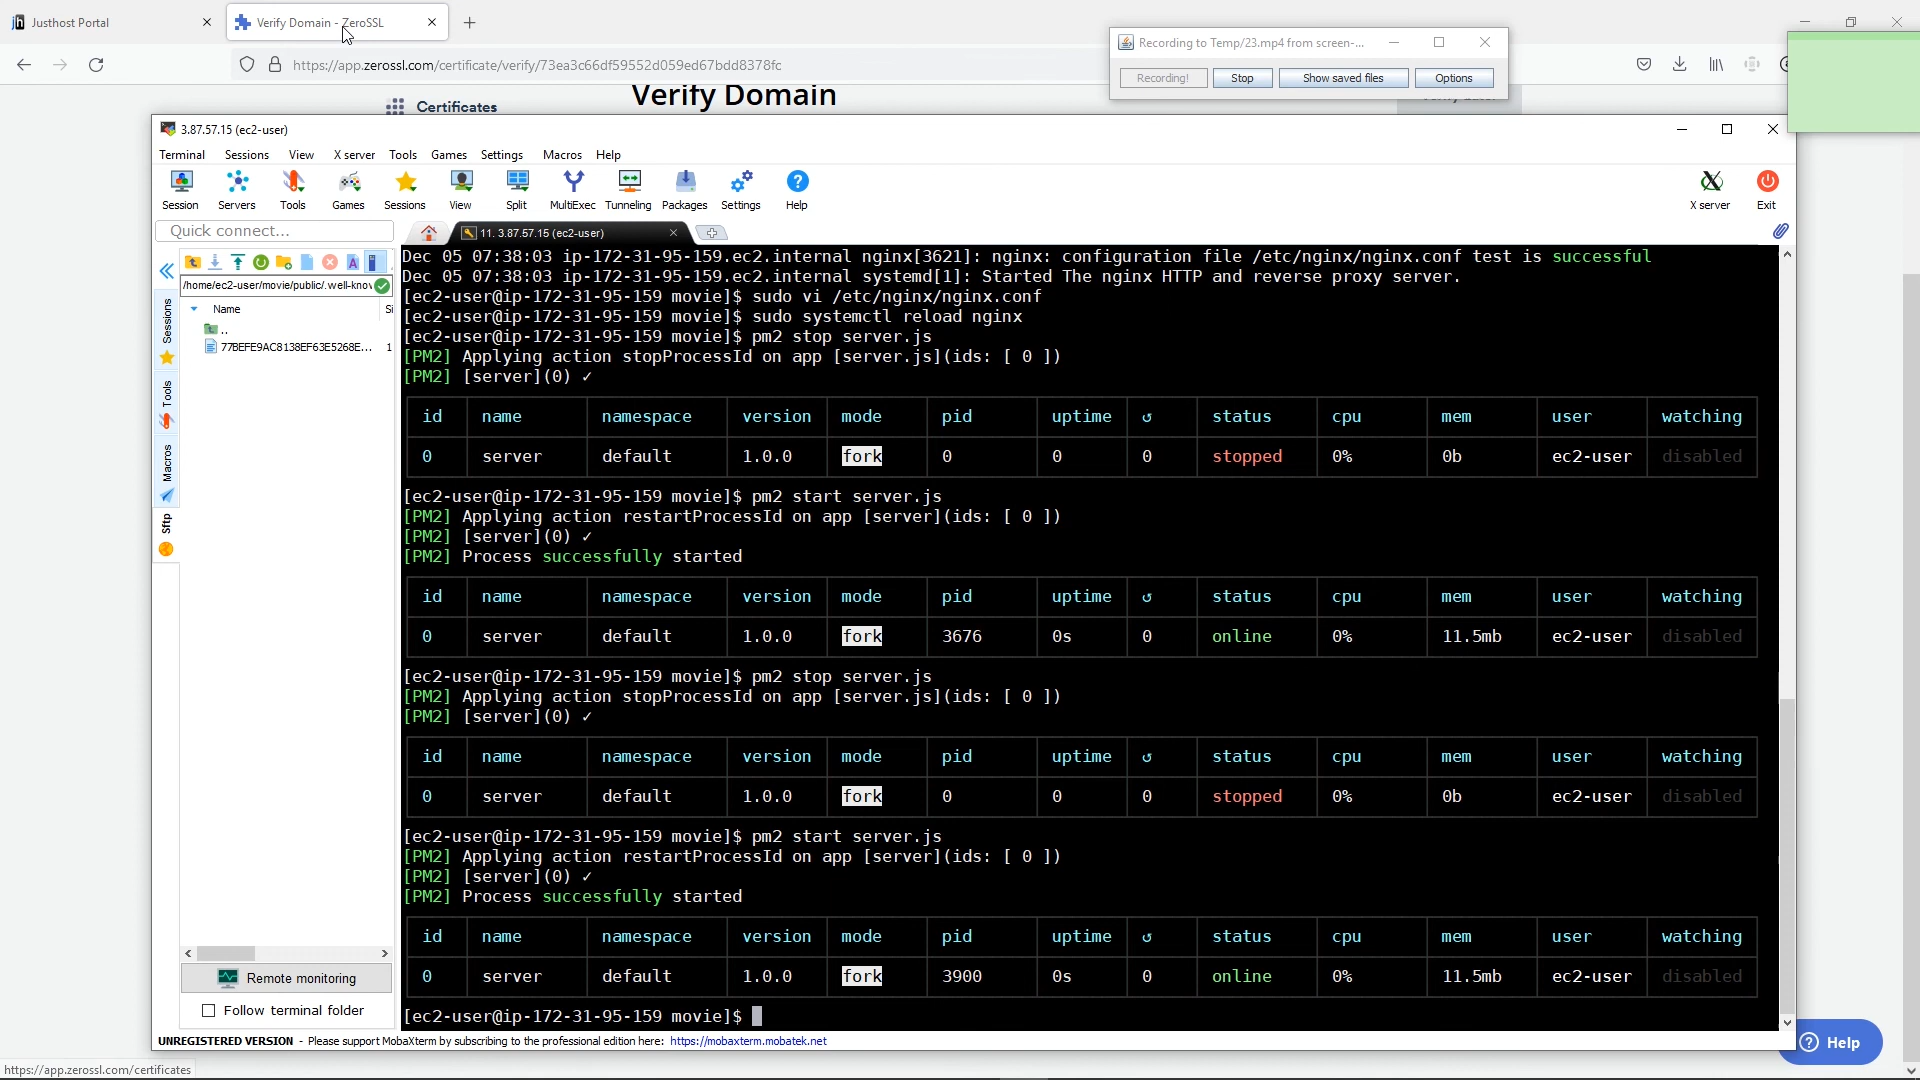 Justhost Portal
Verify Domain - ZeroSSL
Recording to Temp/23.mp4 from screen-...
https://app.zerossl.com/certificate/verify/73ea3c66df59552d059ed67bdd8378fc
Recording! Stop Show saved files Options
Certificates
Verify Domain
3.87.57.15 (ec2-user)
Terminal Sessions View X server Tools Games Settings Macros Help
Session Servers Tools Games Sessions View Split MultiExec Tunneling Packages Settings Help X server Exit
Quick connect...
11. 3.87.57.15 (ec2-user)
/home/ec2-user/movie/public/.well-knov
Name Si
..
77BEFE9AC8138EF63E5268E... 1
Sessions
Tools
Macros
Sftp
Dec 05 07:38:03 ip-172-31-95-159.ec2.internal nginx[3621]: nginx: configuration file /etc/nginx/nginx.conf test is successful
Dec 05 07:38:03 ip-172-31-95-159.ec2.internal systemd[1]: Started The nginx HTTP and reverse proxy server.
[ec2-user@ip-172-31-95-159 movie]$ sudo vi /etc/nginx/nginx.conf
[ec2-user@ip-172-31-95-159 movie]$ sudo systemctl reload nginx
[ec2-user@ip-172-31-95-159 movie]$ pm2 stop server.js
[PM2] Applying action stopProcessId on app [server.js](ids: [ 0 ])
[PM2] [server](0) ✓
id name namespace version mode pid uptime ↺ status cpu mem user watching
0 server default 1.0.0 fork 0 0 0 stopped 0% 0b ec2-user disabled
[ec2-user@ip-172-31-95-159 movie]$ pm2 start server.js
[PM2] Applying action restartProcessId on app [server](ids: [ 0 ])
[PM2] [server](0) ✓
[PM2] Process successfully started
id name namespace version mode pid uptime ↺ status cpu mem user watching
0 server default 1.0.0 fork 3676 0s 0 online 0% 11.5mb ec2-user disabled
[ec2-user@ip-172-31-95-159 movie]$ pm2 stop server.js
[PM2] Applying action stopProcessId on app [server.js](ids: [ 0 ])
[PM2] [server](0) ✓
id name namespace version mode pid uptime ↺ status cpu mem user watching
0 server default 1.0.0 fork 0 0 0 stopped 0% 0b ec2-user disabled
[ec2-user@ip-172-31-95-159 movie]$ pm2 start server.js
[PM2] Applying action restartProcessId on app [server](ids: [ 0 ])
[PM2] [server](0) ✓
[PM2] Process successfully started
id name namespace version mode pid uptime ↺ status cpu mem user watching
0 server default 1.0.0 fork 3900 0s 0 online 0% 11.5mb ec2-user disabled
[ec2-user@ip-172-31-95-159 movie]$
Remote monitoring
Follow terminal folder
UNREGISTERED VERSION - Please support MobaXterm by subscribing to the professional edition here: https://mobaxterm.mobatek.net
Help
https://app.zerossl.com/certificates